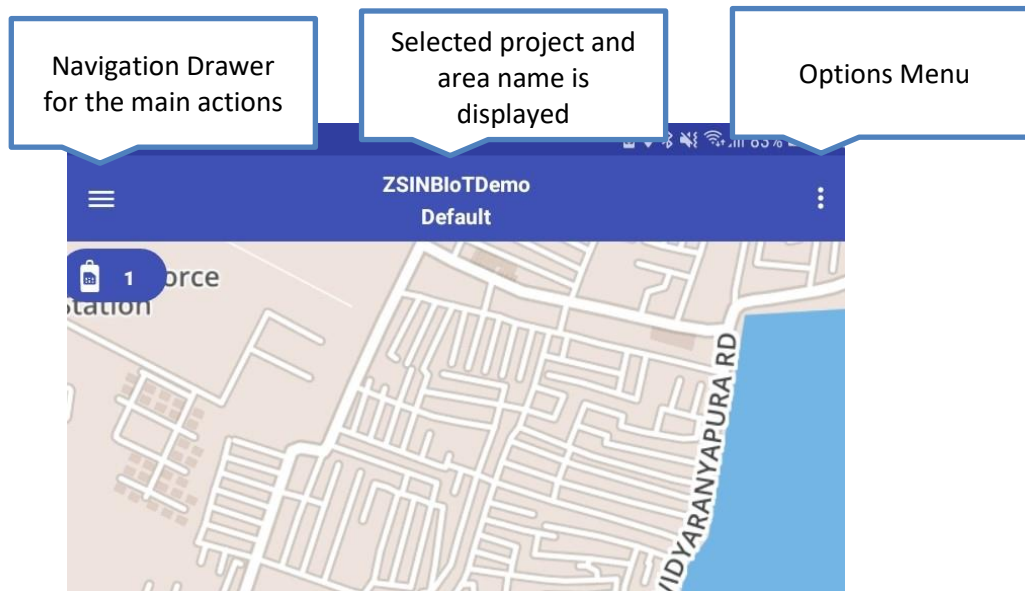 Navigation Drawer
for the main actions
Selected project and
area name is
displayed
Options Menu
83%
ZSINBIoTDemo
Default
1
orce
Station
VIDYARANYAPURA RD